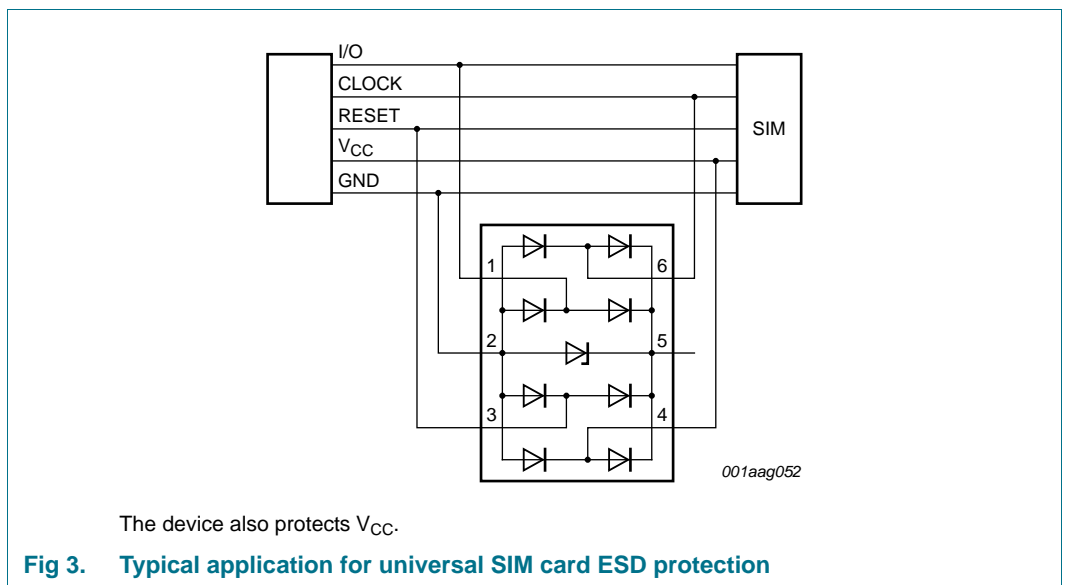 I/O
CLOCK
RESET
SIM
VCC
GND
1
6
2
5
3
4
001aag052
The device also protects VCC.
Fig 3. Typical application for universal SIM card ESD protection